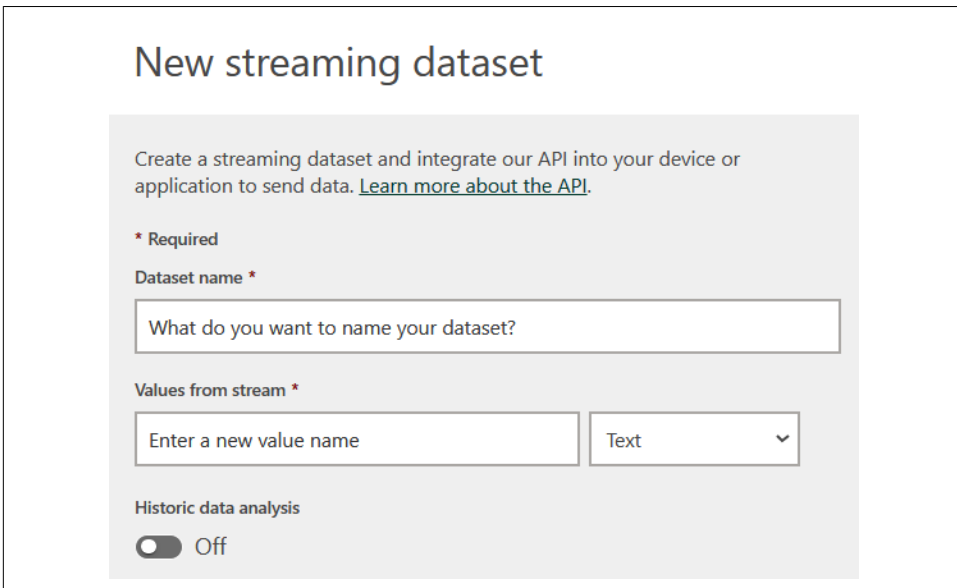 New streaming dataset
Create a streaming dataset and integrate our API into your device or
application to send data. Learn more about the API.
* Required
Dataset name *
What do you want to name your dataset?
Values from stream *
Enter a new value name
Text
Historic data analysis
Off